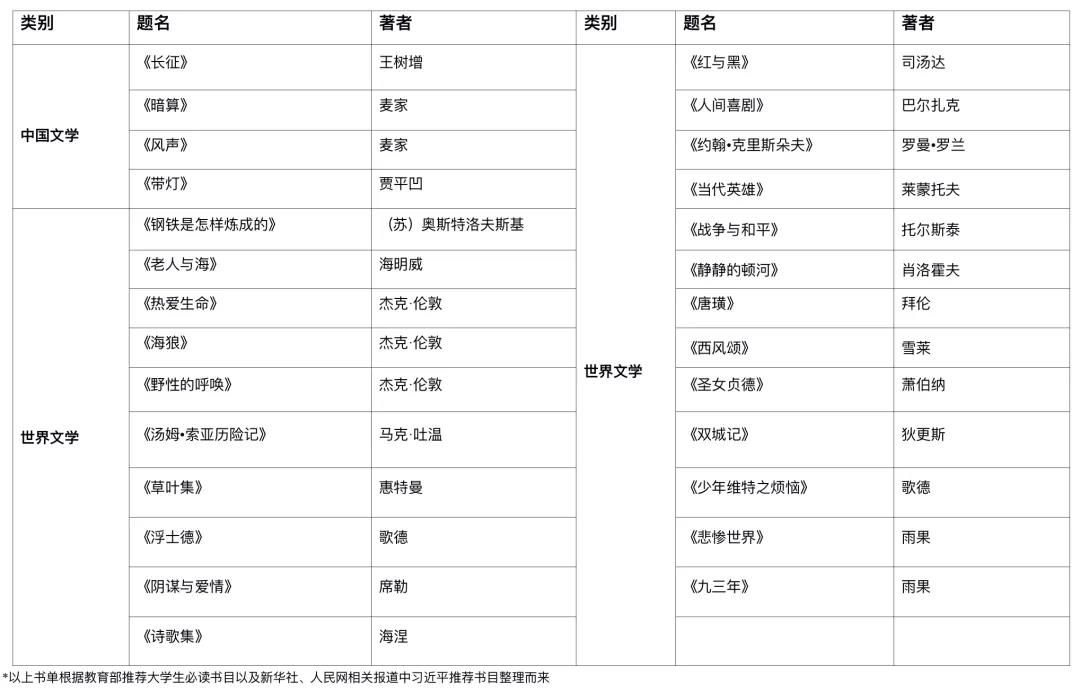 类别 题名 著者 类别 题名 著者
《长征》 王树增 《红与黑》 司汤达
《暗算》 麦家 《人间喜剧》 巴尔扎克
中国文学
《风声》 麦家 《约翰•克里斯朵夫》 罗曼•罗兰
《带灯》 贾平凹 《当代英雄》 莱蒙托夫
《钢铁是怎样炼成的》 （苏）奥斯特洛夫斯基 《战争与和平》 托尔斯泰
《老人与海》 海明威 《静静的顿河》 肖洛霍夫
《热爱生命》 杰克·伦敦 《唐璜》 拜伦
《海狼》 杰克·伦敦 《西风颂》 雪莱
世界文学
《野性的呼唤》 杰克·伦敦 《圣女贞德》 萧伯纳
《汤姆•索亚历险记》 马克·吐温 《双城记》 狄更斯
世界文学
《草叶集》 惠特曼 《少年维特之烦恼》 歌德
《浮士德》 歌德 《悲惨世界》 雨果
《阴谋与爱情》 席勒 《九三年》 雨果
《诗歌集》 海涅
*以上书单根据教育部推荐大学生必读书目以及新华社、人民网相关报道中习近平推荐书目整理而来